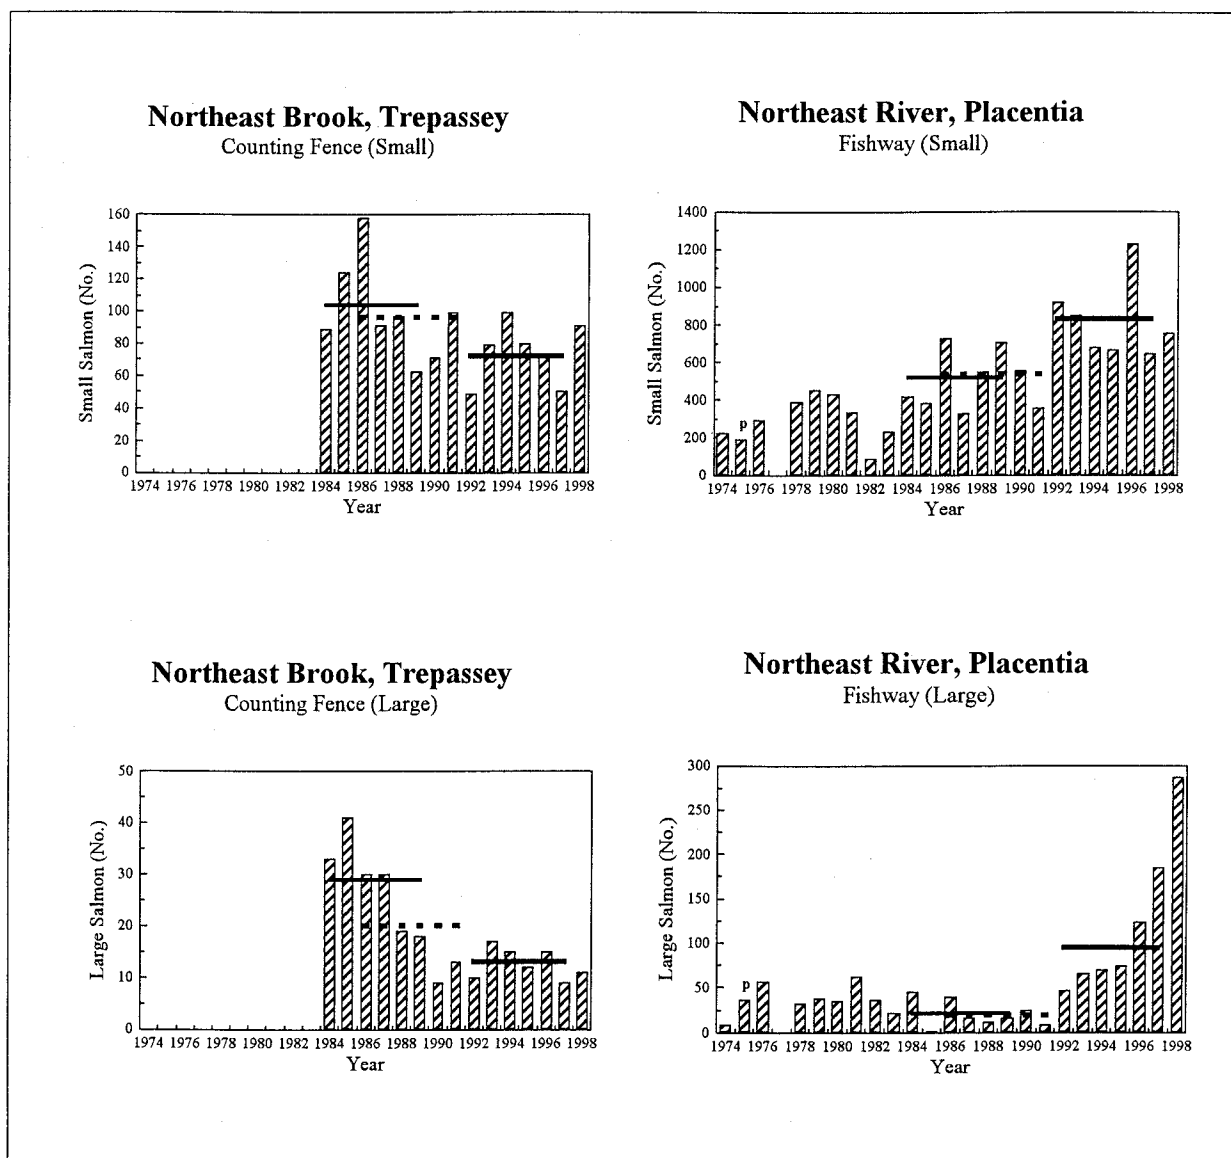 Northeast Brook, Trepassey
Counting Fence (Small)
160
140
120
100
80
60
40
20
0
Small Salmon (No.)
1974 1976 1978 1980 1982 1984 1986 1988 1990 1992 1994 1996 1998
Year
Northeast River, Placentia
Fishway (Small)
1400
1200
1000
800
600
400
200
0
Small Salmon (No.)
p
1974 1976 1978 1980 1982 1984 1986 1988 1990 1992 1994 1996 1998
Year
Northeast Brook, Trepassey
Counting Fence (Large)
50
40
30
20
10
0
Large Salmon (No.)
1974 1976 1978 1980 1982 1984 1986 1988 1990 1992 1994 1996 1998
Year
Northeast River, Placentia
Fishway (Large)
300
250
200
150
100
50
0
Large Salmon (No.)
p
1974 1976 1978 1980 1982 1984 1986 1988 1990 1992 1994 1996 1998
Year